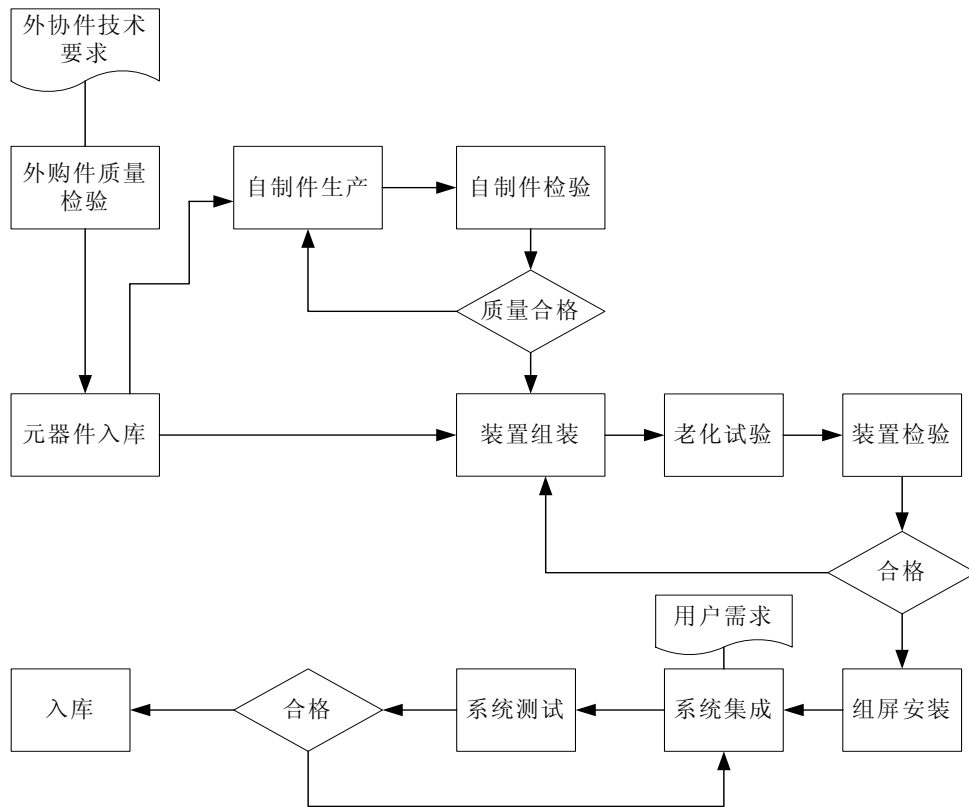 外协件技术
要求
外购件质量
检验
自制件生产
自制件检验
质量合格
元器件入库
装置组装
老化试验
装置检验
合格
用户需求
入库
合格
系统测试
系统集成
组屏安装